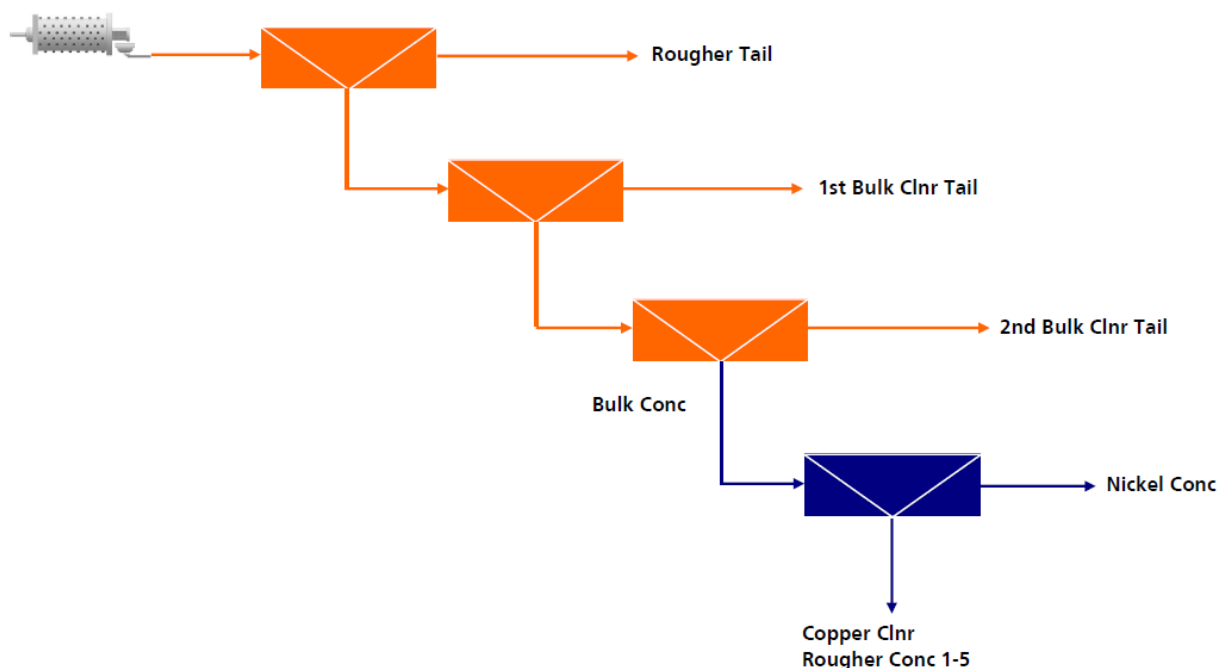 Rougher Tail
1st Bulk Clnr Tail
2nd Bulk Clnr Tail
Bulk Conc
Nickel Conc
Copper Clnr
Rougher Conc 1-5